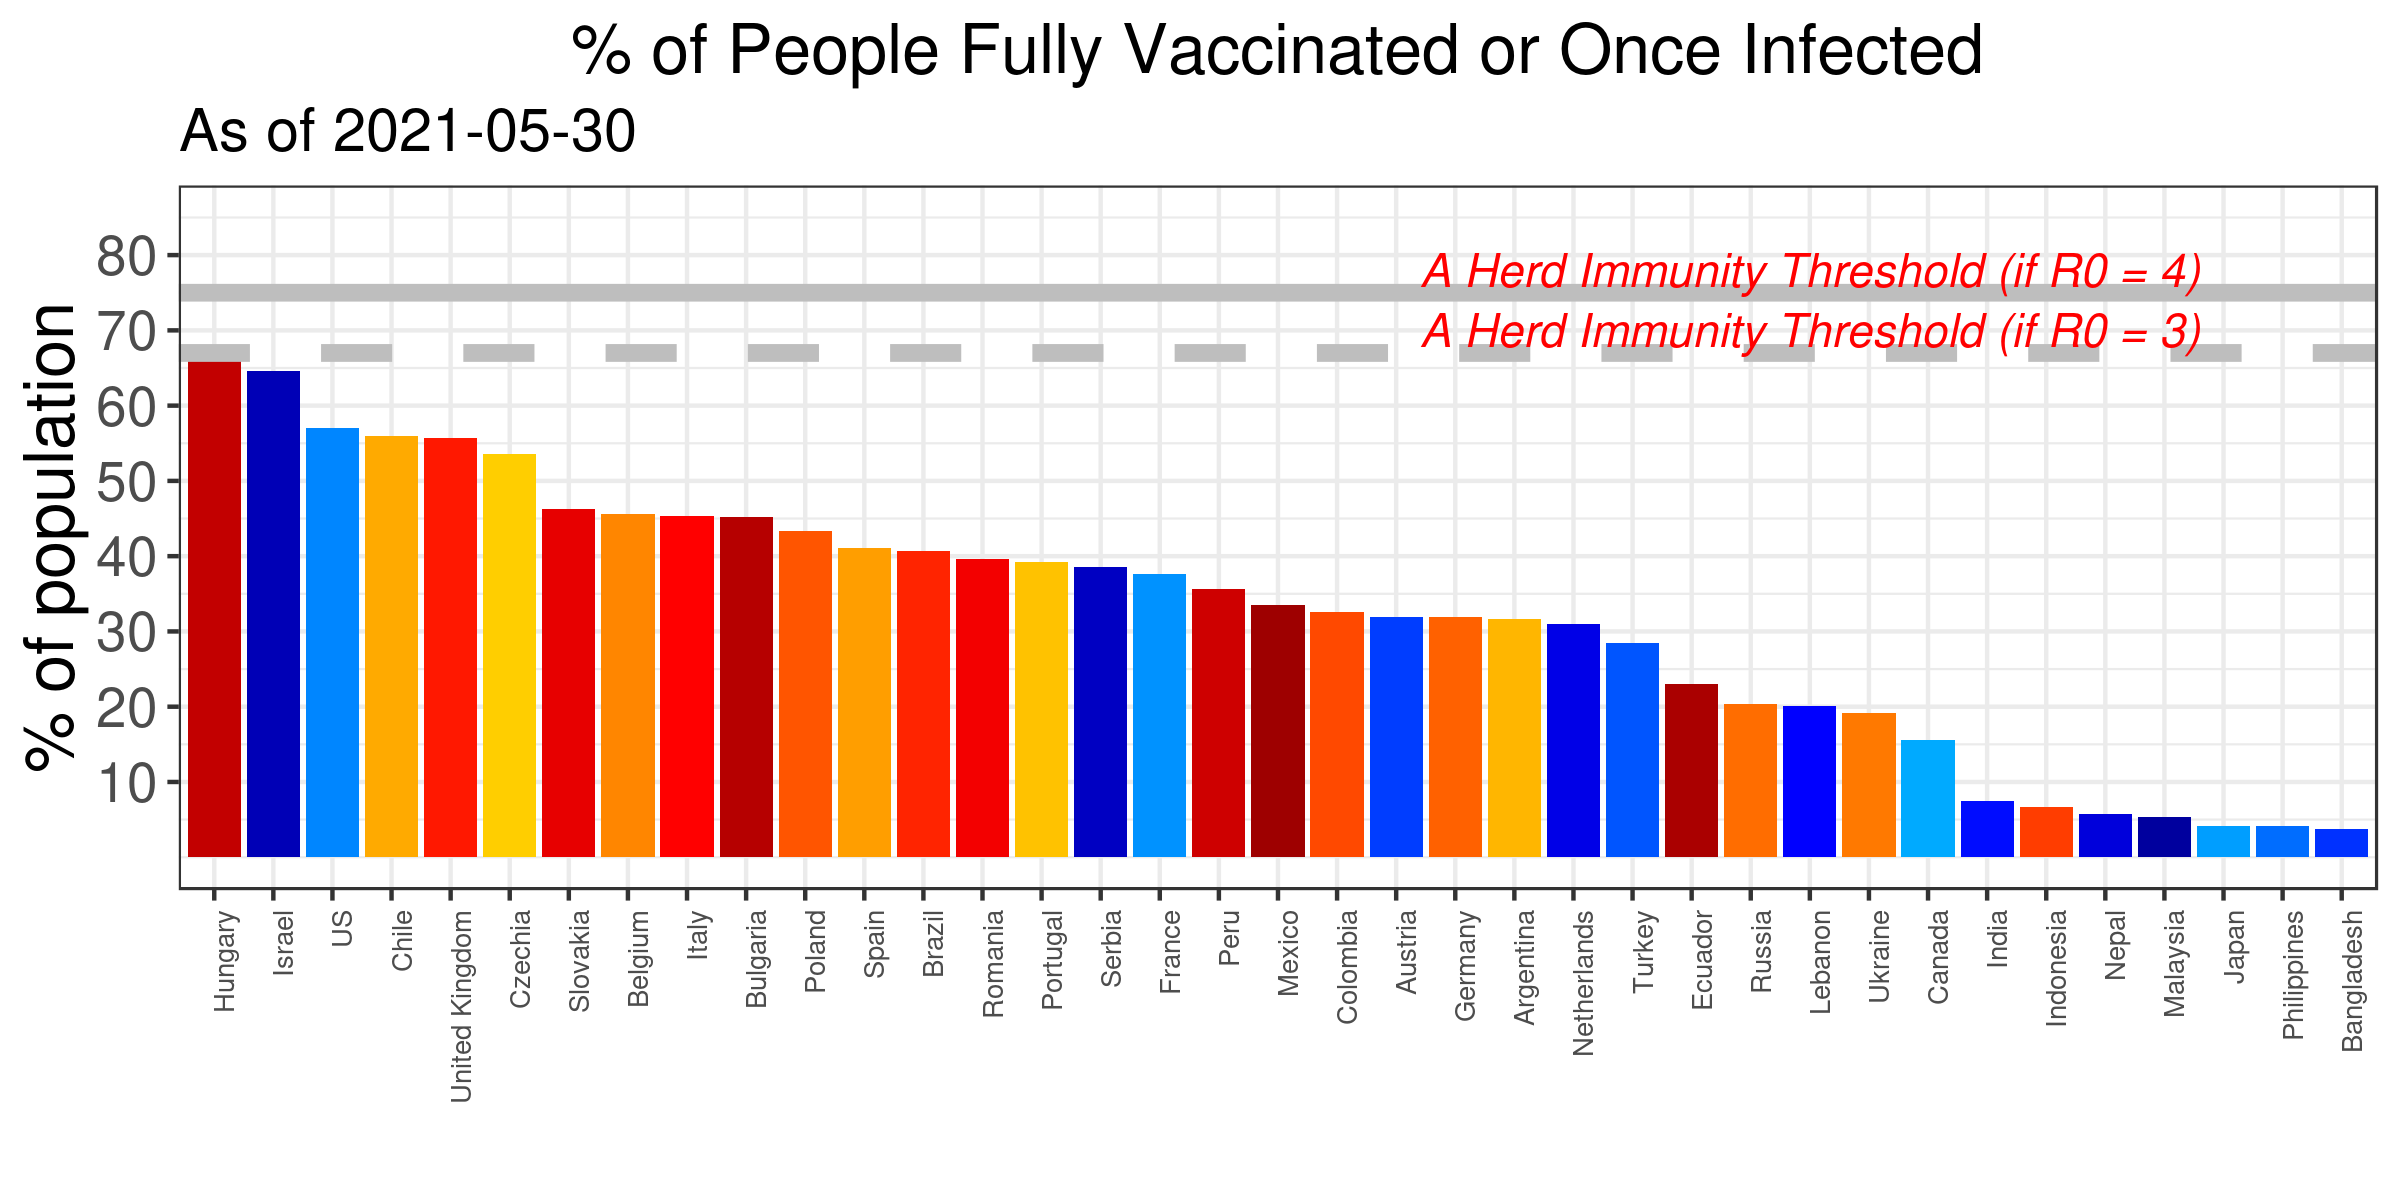 % of People Fully Vaccinated or Once Infected
As of 2021-05-30
% of population
80
70
60
50
40
30
20
10
A Herd Immunity Threshold (if R0 = 4)
A Herd Immunity Threshold (if R0 = 3)
Hungary
Israel
US
Chile
United Kingdom
Czechia
Slovakia
Belgium
Italy
Bulgaria
Poland
Spain
Brazil
Romania
Portugal
Serbia
France
Peru
Mexico
Colombia
Austria
Germany
Argentina
Netherlands
Turkey
Ecuador
Russia
Lebanon
Ukraine
Canada
India
Indonesia
Nepal
Malaysia
Japan
Philippines
Bangladesh